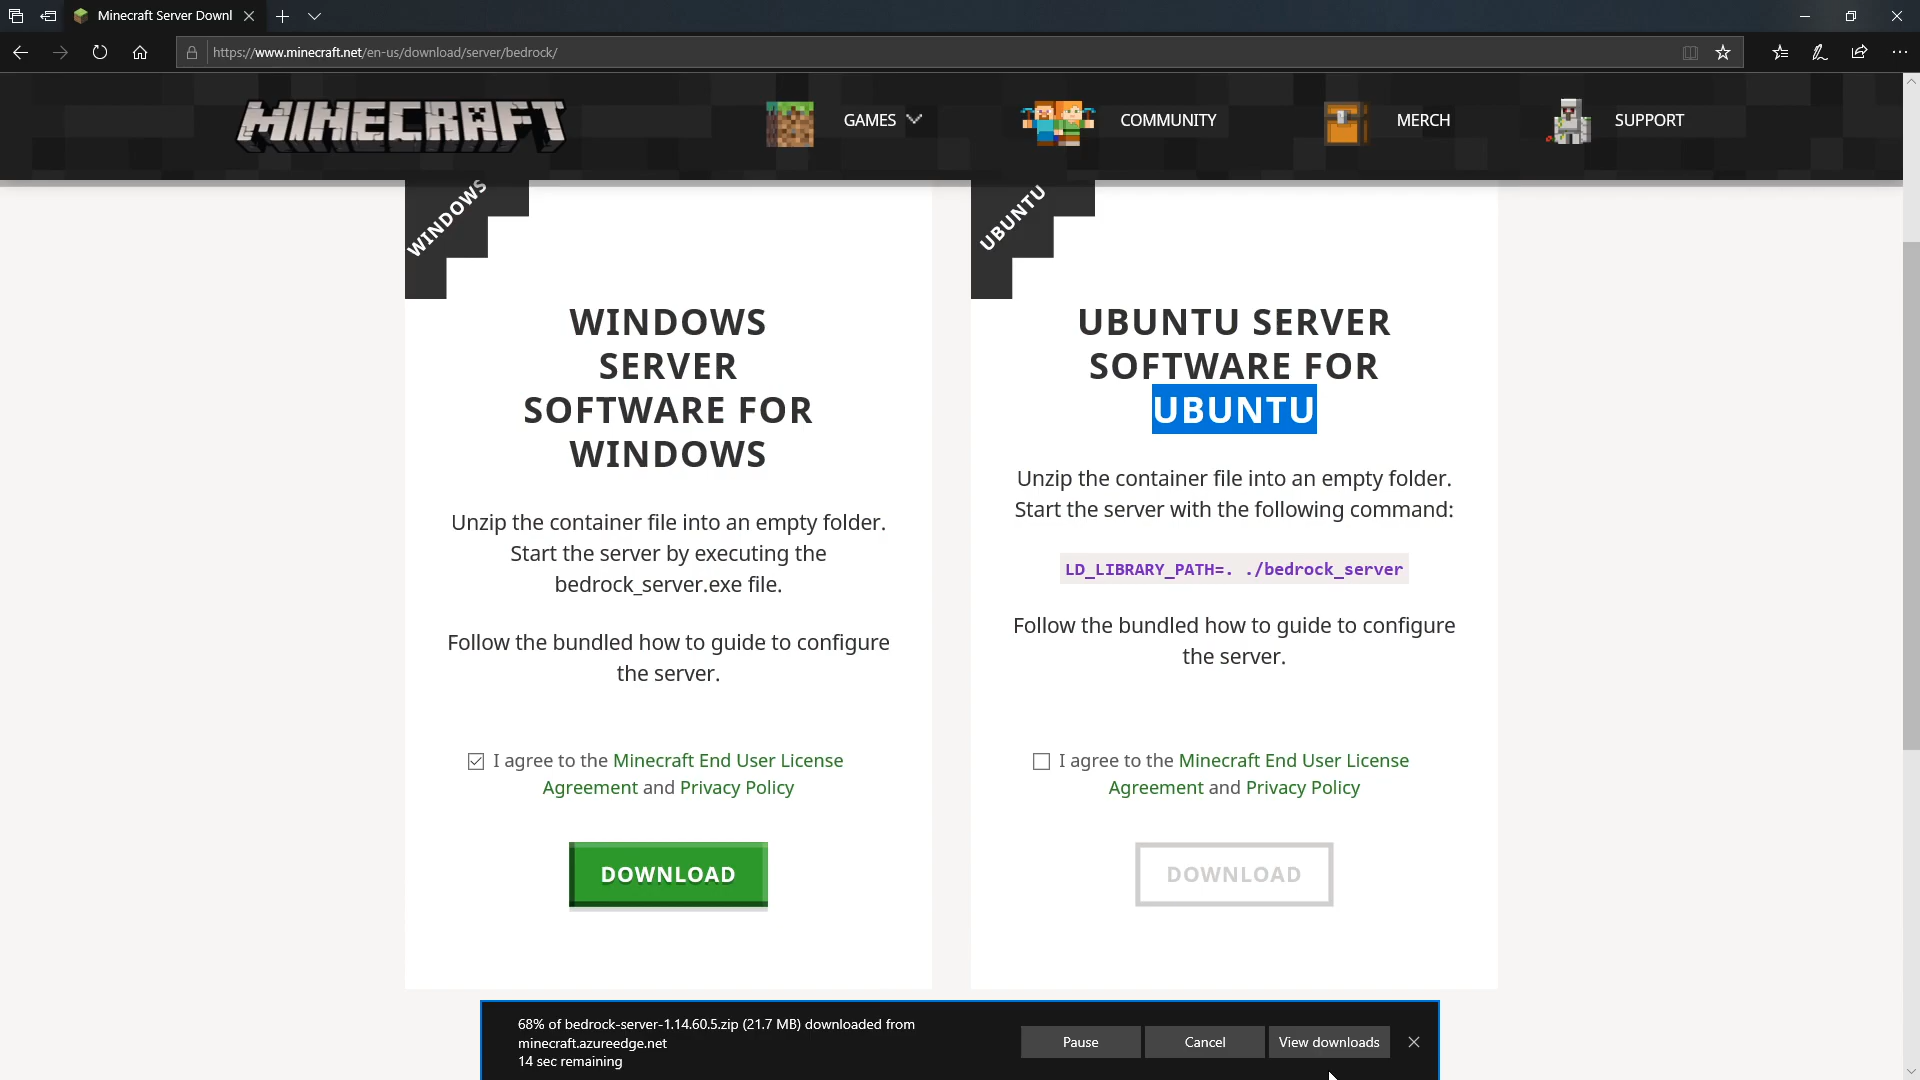 Minecraft Server Downl
https://www.minecraft.net/en-us/download/server/bedrock/
MINECRAFT
GAMES
COMMUNITY
MERCH
SUPPORT
WINDOWS
WINDOWS
SERVER
SOFTWARE FOR
WINDOWS
Unzip the container file into an empty folder.
Start the server by executing the
bedrock_server.exe file.
Follow the bundled how to guide to configure
the server.
I agree to the Minecraft End User License
Agreement and Privacy Policy
DOWNLOAD
UBUNTU
UBUNTU SERVER
SOFTWARE FOR
UBUNTU
Unzip the container file into an empty folder.
Start the server with the following command:
LD_LIBRARY_PATH=. ./bedrock_server
Follow the bundled how to guide to configure
the server.
I agree to the Minecraft End User License
Agreement and Privacy Policy
DOWNLOAD
68% of bedrock-server-1.14.60.5.zip (21.7 MB) downloaded from
minecraft.azureedge.net
14 sec remaining
Pause
Cancel
View downloads